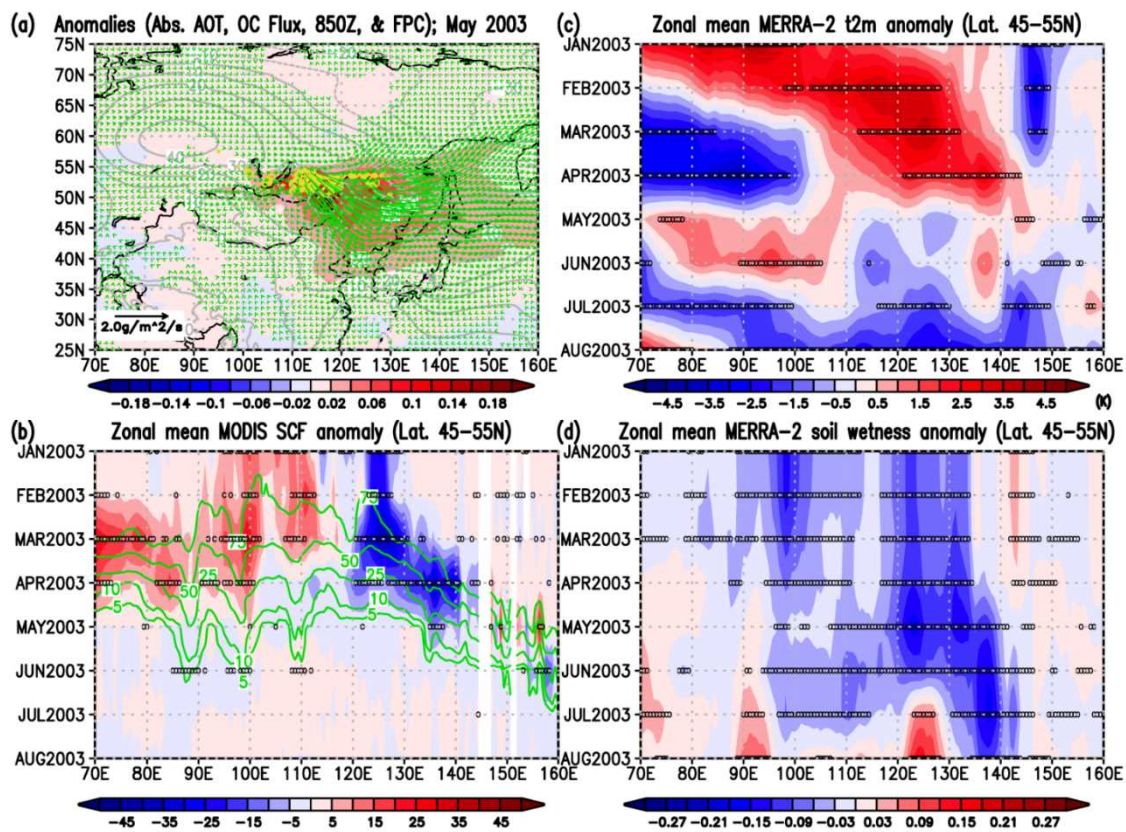 (a) Anomalies (Abs. AOT, OC Flux, 850Z, & FPC); May 2003
75N
70N
65N
60N
55N
50N
45N
40N
35N
30N
25N
2.0g/m^2/s
70E 80E 90E 100E 110E 120E 130E 140E 150E 160E
-0.18 -0.14 -0.1 -0.06 -0.02 0.02 0.06 0.1 0.14 0.18
(b) Zonal mean MODIS SCF anomaly (Lat. 45-55N)
JAN2003
FEB2003
MAR2003
APR2003
MAY2003
JUN2003
JUL2003
AUG2003
75
75
50
25
50
25
10
10
5
5
10
5
70E 80E 90E 100E 110E 120E 130E 140E 150E 160E
-45 -35 -25 -15 -5 5 15 25 35 45
(c) Zonal mean MERRA-2 t2m anomaly (Lat. 45-55N)
JAN2003
FEB2003
MAR2003
APR2003
MAY2003
JUN2003
JUL2003
AUG2003
70E 80E 90E 100E 110E 120E 130E 140E 150E 160E
-4.5 -3.5 -2.5 -1.5 -0.5 0.5 1.5 2.5 3.5 4.5 (K)
(d) Zonal mean MERRA-2 soil wetness anomaly (Lat. 45-55N)
JAN2003
FEB2003
MAR2003
APR2003
MAY2003
JUN2003
JUL2003
AUG2003
70E 80E 90E 100E 110E 120E 130E 140E 150E 160E
-0.27 -0.21 -0.15 -0.09 -0.03 0.03 0.09 0.15 0.21 0.27